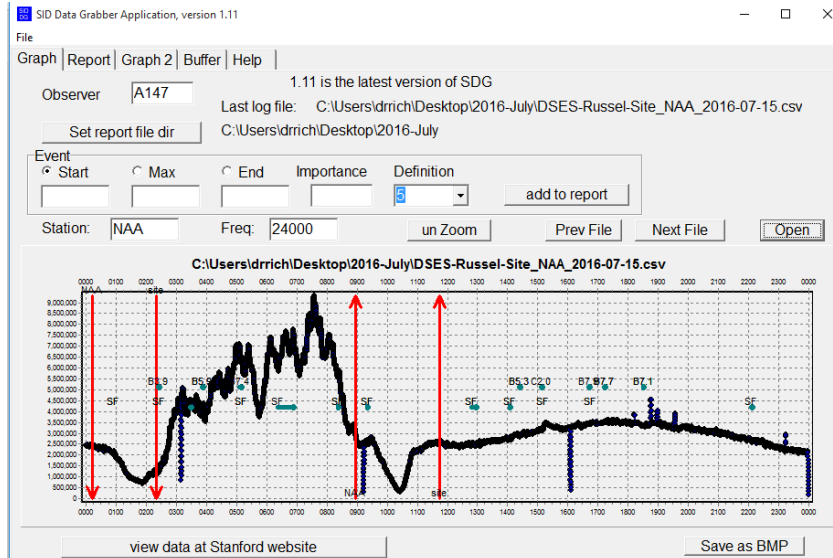 SID DG SID Data Grabber Application, version 1.11
File
Graph Report Graph 2 Buffer Help
1.11 is the latest version of SDG
Observer A147
Last log file: C:\Users\drrich\Desktop\2016-July\DSES-Russel-Site_NAA_2016-07-15.csv
Set report file dir C:\Users\drrich\Desktop\2016-July
Event
Start Max End Importance Definition
5 add to report
Station: NAA Freq: 24000 un Zoom Prev File Next File Open
C:\Users\drrich\Desktop\2016-July\DSES-Russel-Site_NAA_2016-07-15.csv
0000 0100 0200 0300 0400 0500 0600 0700 0800 0900 1000 1100 1200 1300 1400 1500 1600 1700 1800 1900 2000 2100 2200 2300 0000
NAA site
9,000,000
8,500,000
8,000,000
7,500,000
7,000,000
6,500,000
6,000,000
5,500,000
B5.3 C2.0 B7.1
5,000,000
4,500,000
SF SF SF SF SF SF SF SF SF SF SF
4,000,000
3,500,000
3,000,000
2,500,000
2,000,000
1,500,000
1,000,000
500,000
NAA site
0
0000 0100 0200 0300 0400 0500 0600 0700 0800 0900 1000 1100 1200 1300 1400 1500 1600 1700 1800 1900 2000 2100 2200 2300 0000
view data at Stanford website Save as BMP